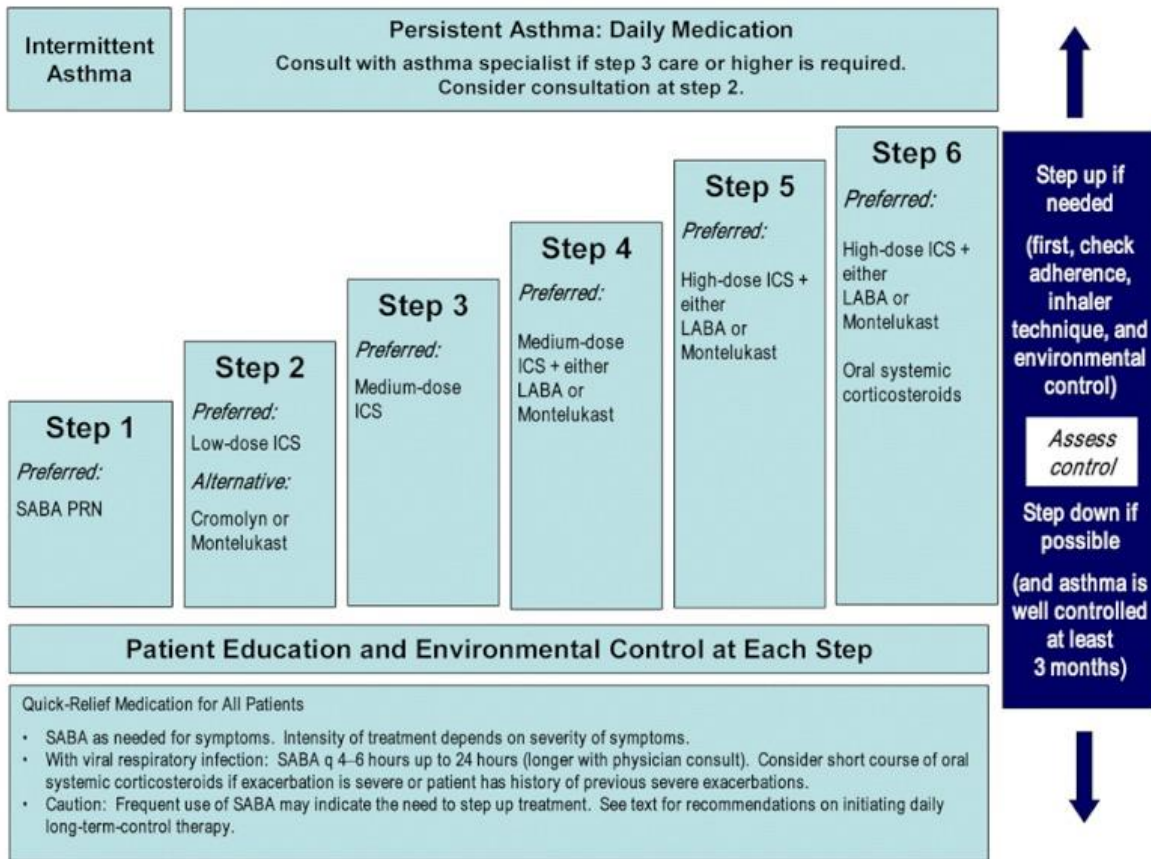 Intermittent
Asthma
Persistent Asthma: Daily Medication
Consult with asthma specialist if step 3 care or higher is required.
Consider consultation at step 2.
Step 1
Preferred:
SABA PRN
Step 2
Preferred:
Low-dose ICS
Alternative:
Cromolyn or
Montelukast
Step 3
Preferred:
Medium-dose
ICS
Step 4
Preferred:
Medium-dose
ICS + either
LABA or
Montelukast
Step 5
Preferred:
High-dose ICS +
either
LABA or
Montelukast
Step 6
Preferred:
High-dose ICS +
either
LABA or
Montelukast
Oral systemic
corticosteroids
Step up if
needed
(first, check
adherence,
inhaler
technique, and
environmental
control)
Assess
control
Step down if
possible
(and asthma is
well controlled
at least
3 months)
Patient Education and Environmental Control at Each Step
Quick-Relief Medication for All Patients
• SABA as needed for symptoms. Intensity of treatment depends on severity of symptoms.
• With viral respiratory infection: SABA q 4–6 hours up to 24 hours (longer with physician consult). Consider short course of oral
systemic corticosteroids if exacerbation is severe or patient has history of previous severe exacerbations.
• Caution: Frequent use of SABA may indicate the need to step up treatment. See text for recommendations on initiating daily
long-term-control therapy.